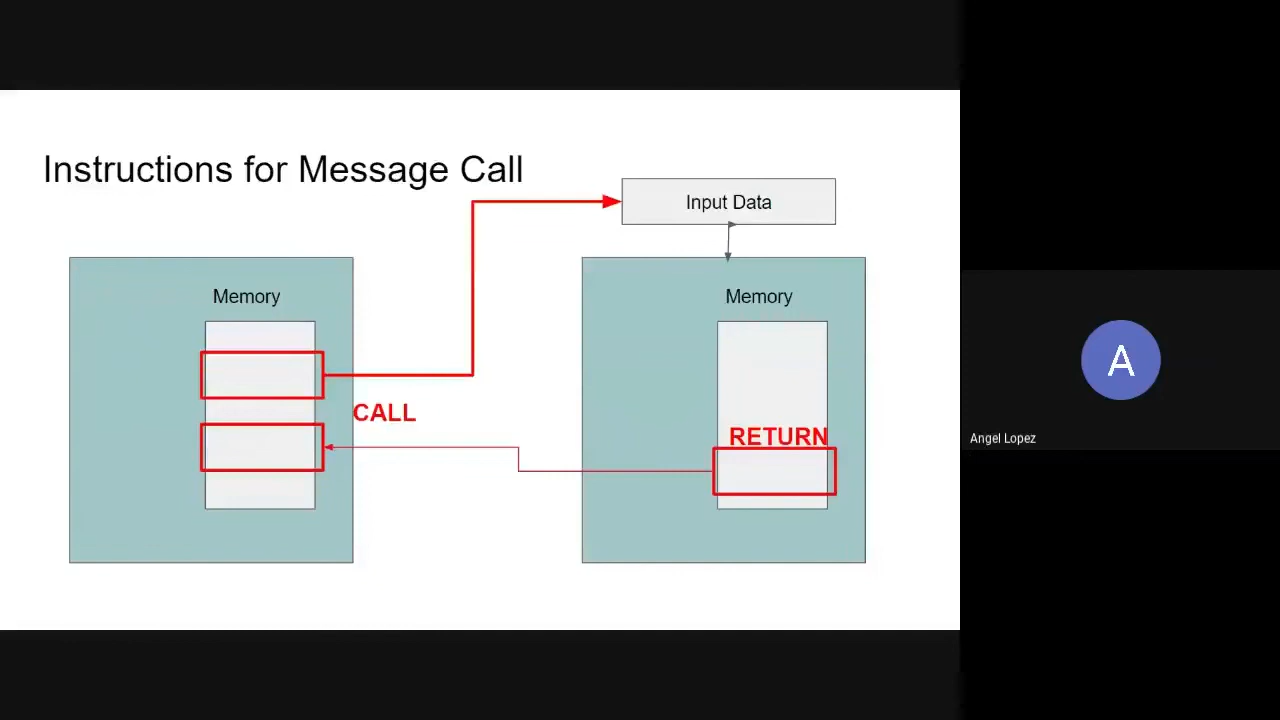 Instructions for Message Call
Input Data
Memory
Memory
CALL
RETURN
A
Angel Lopez